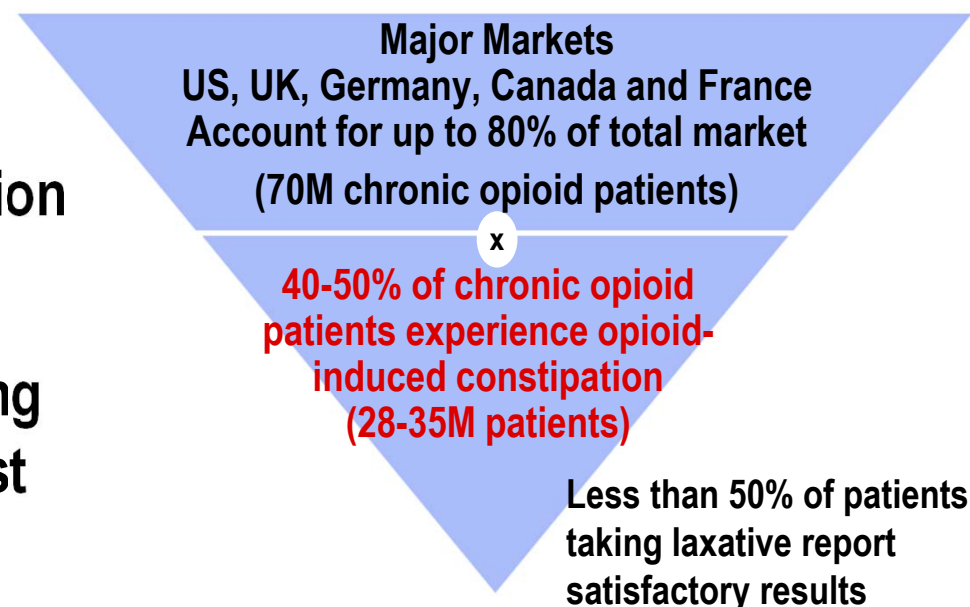 Major Markets
US, UK, Germany, Canada and France
Account for up to 80% of total market
(70M chronic opioid patients)
x
40-50% of chronic opioid
patients experience opioid-
induced constipation
(28-35M patients)
Less than 50% of patients
taking laxative report
satisfactory results